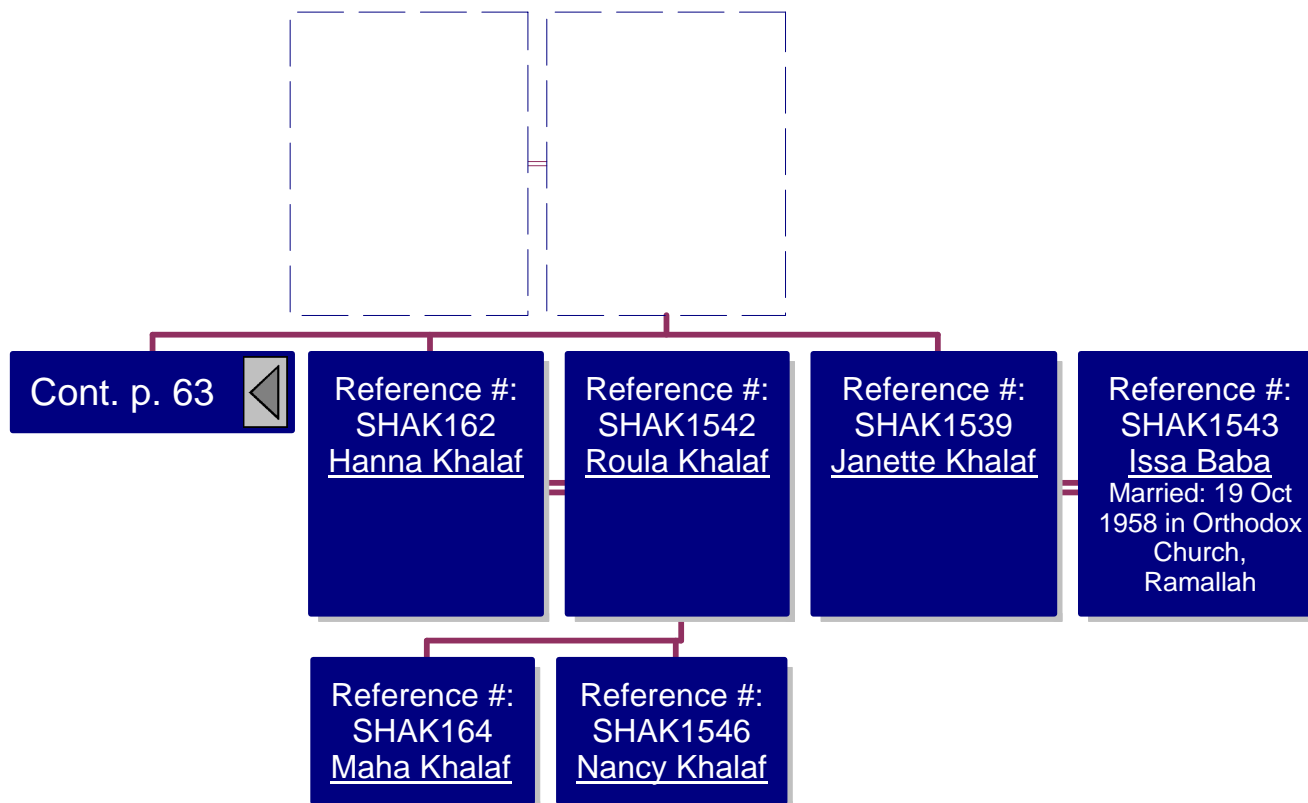 Cont. p. 63
Reference #:
SHAK162
Hanna Khalaf
Reference #:
SHAK1542
Roula Khalaf
Reference #:
SHAK1539
Janette Khalaf
Reference #:
SHAK1543
Issa Baba
Married: 19 Oct
1958 in Orthodox
Church,
Ramallah
Reference #:
SHAK164
Maha Khalaf
Reference #:
SHAK1546
Nancy Khalaf